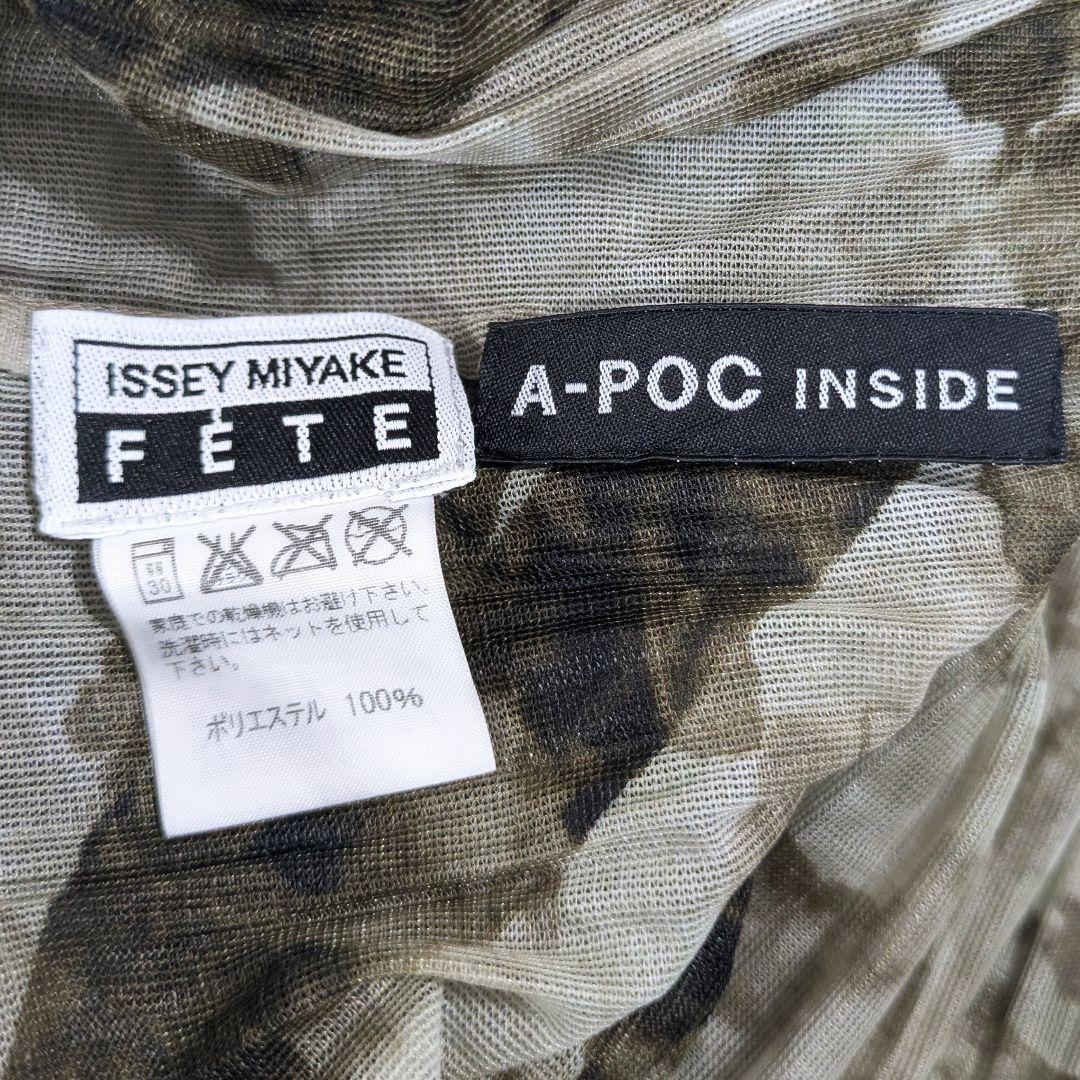 ISSEY MIYAKE
FÉTE
A-POC INSIDE
30
家庭での乾燥機はお避け下さい。
洗濯時にはネットを使用して
下さい。
ポリエステル 100%